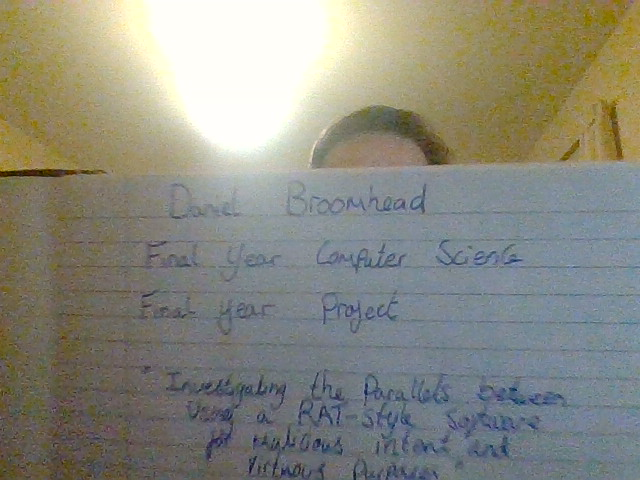 Daniel Broomhead
Final Year Computer Science
Final Year Project
"Investigating the Parallels between
Using a RAT-Style Software
for Malicious intent and
Virtuous Purposes"